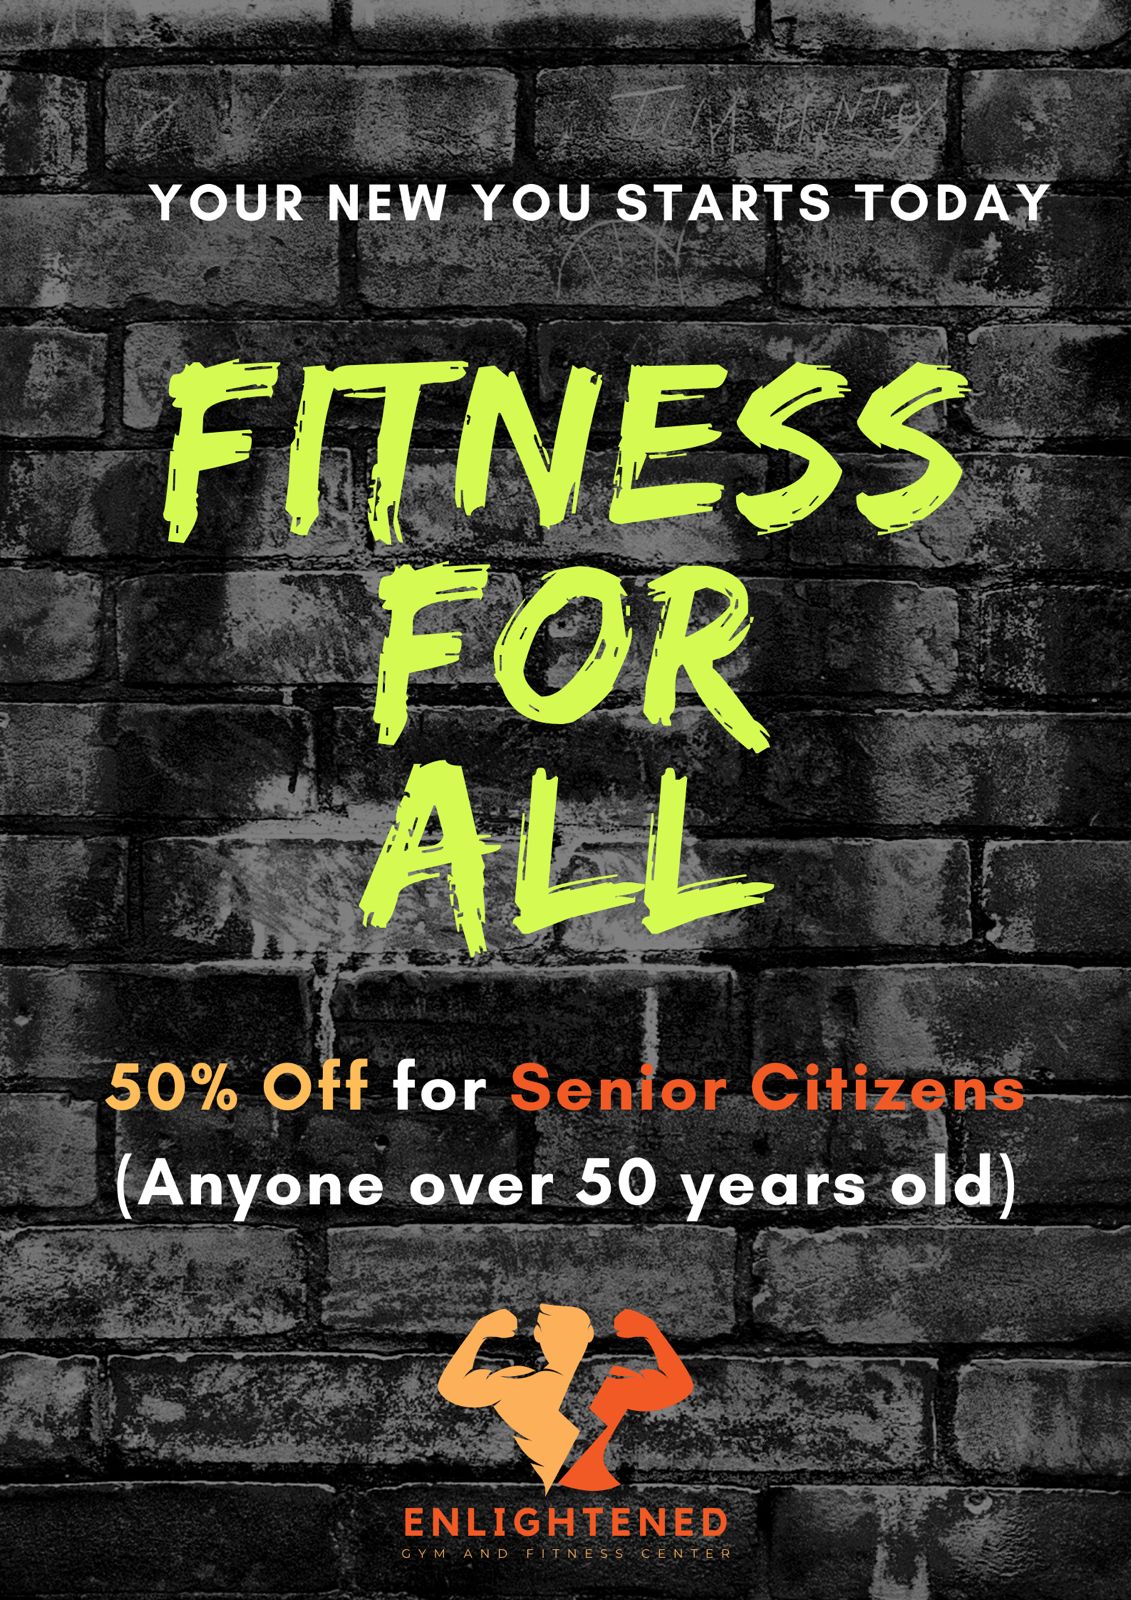 YOUR NEW YOU STARTS TODAY
FITNESS
FOR
ALL
50% Off for Senior Citizens
(Anyone over 50 years old)
ENLIGHTENED
GYM AND FITNESS CENTER